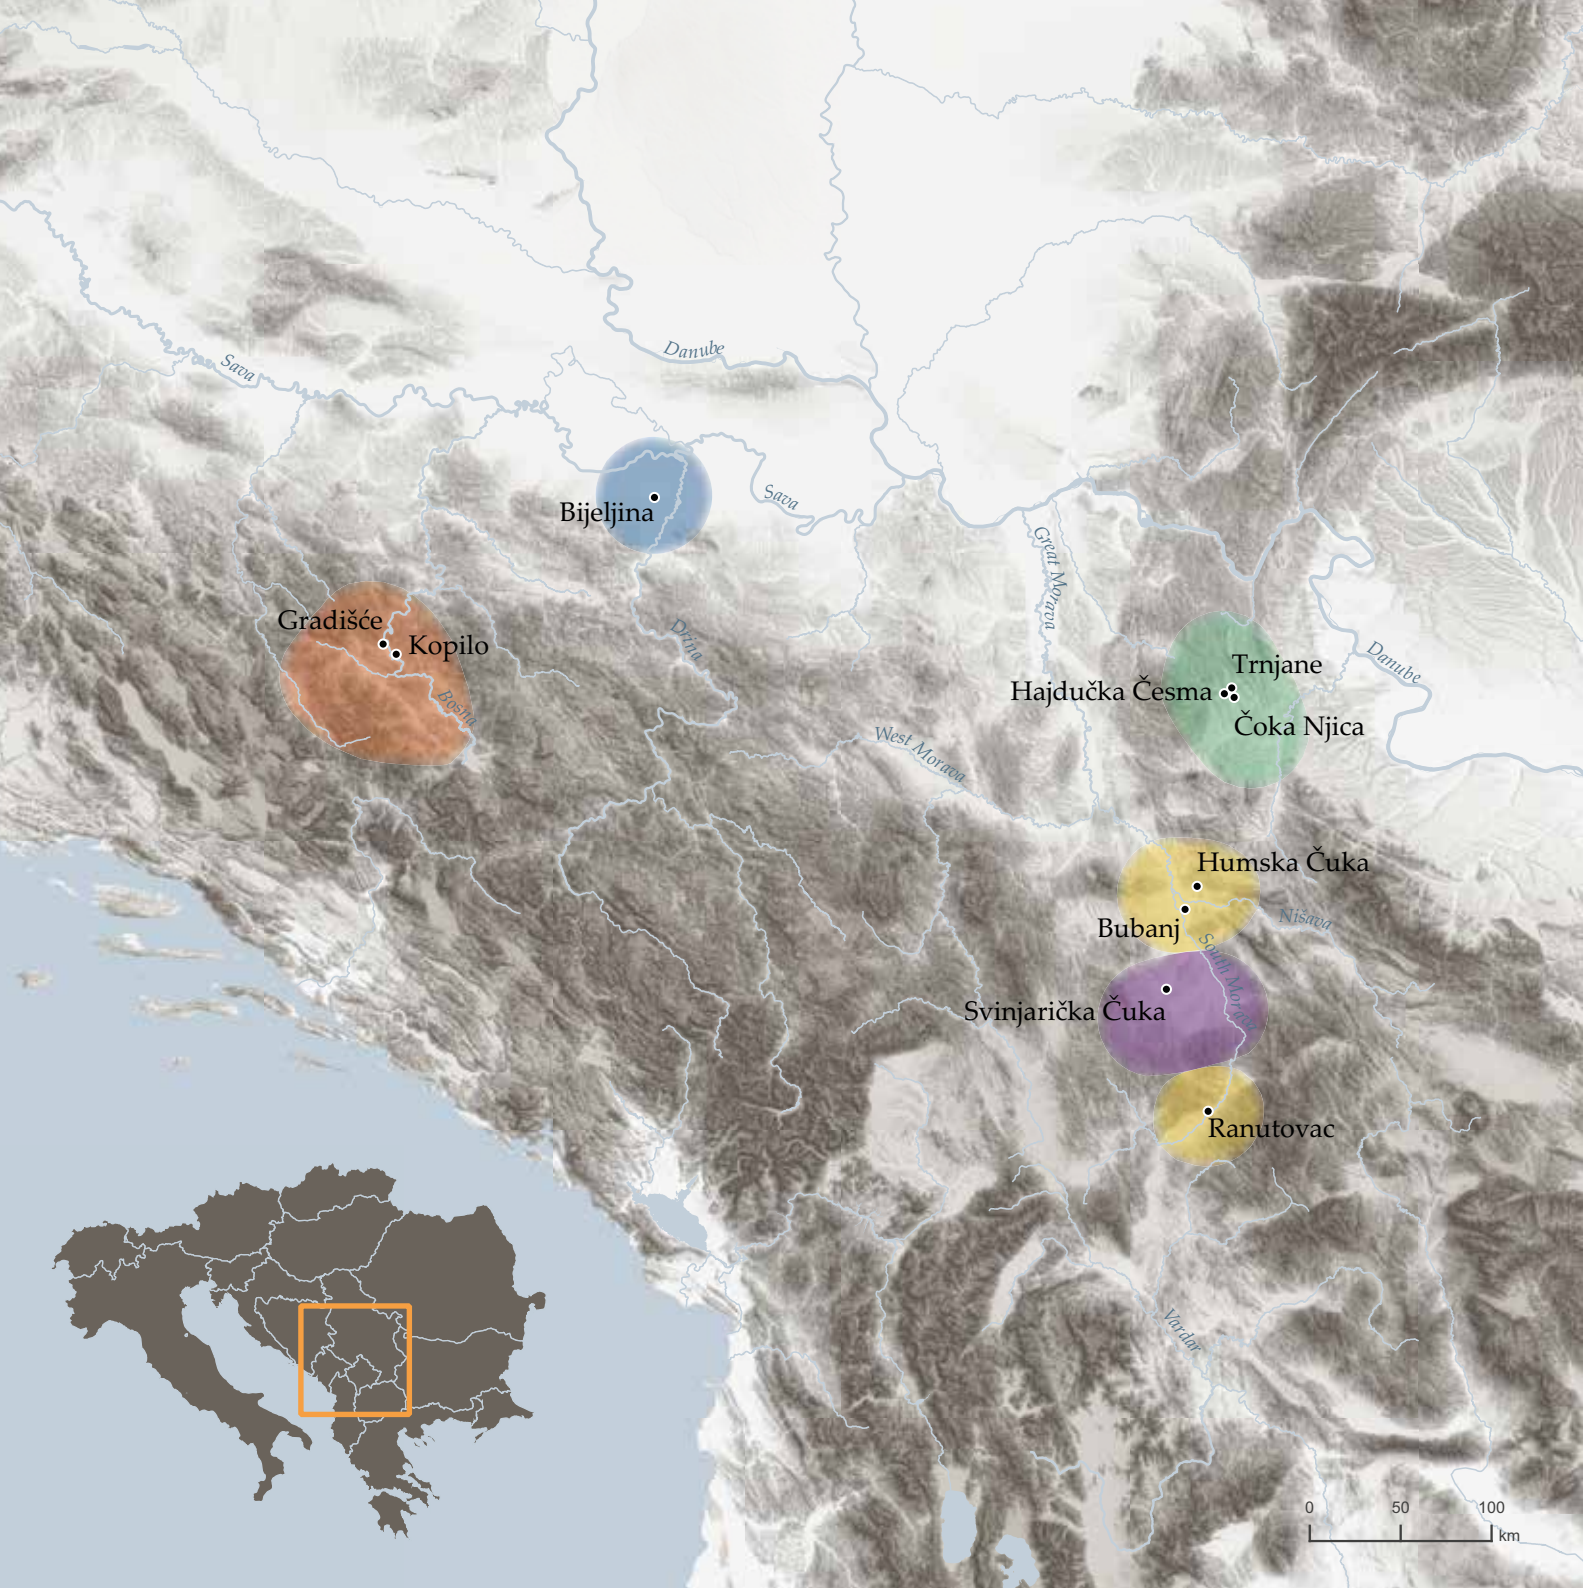 Sava
Danube
Sava
Bijeljina
Great Morava
Gradišće
Kopilo
Drina
Bosna
Trnjane
Danube
Hajdučka Česma
Čoka Njica
West Morava
Humska Čuka
Bubanj
Nišava
South Morava
Svinjarička Čuka
Ranutovac
Vardar
0 50 100
km